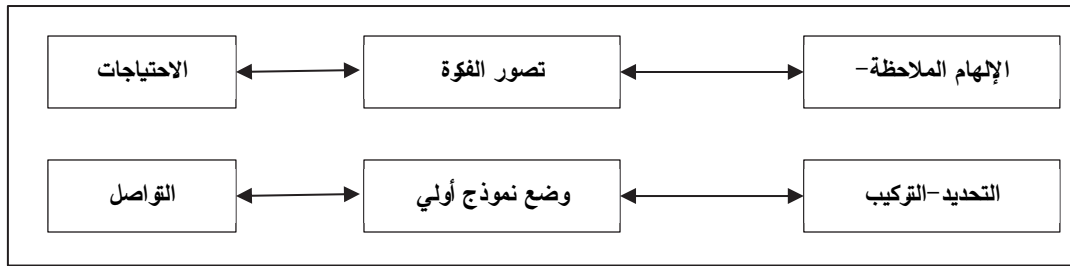 الإلهام الملاحظة-
تصور الفكرة
الاحتياجات
التحديد-التركيب
وضع نموذج أولي
التواصل